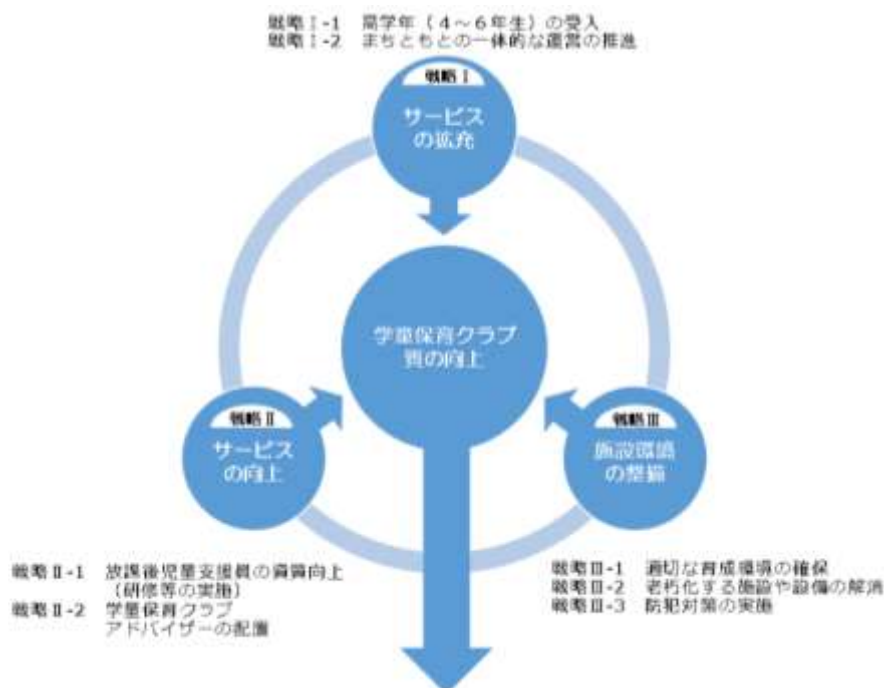 戦略Ⅰ-1　高学年（４～６年生）の受入
戦略Ⅰ-2　まちともとの一体的な運営の推進
戦略Ⅰ
サービス
の拡充
学童保育クラブ
質の向上
戦略Ⅱ
サービス
の向上
戦略Ⅲ
施設環境
の整備
戦略Ⅱ-1　放課後児童支援員の資質向上
（研修等の実施）
戦略Ⅱ-2　学童保育クラブ
アドバイザーの配置
戦略Ⅲ-1　適切な育成環境の確保
戦略Ⅲ-2　老朽化する施設や設備の解消
戦略Ⅲ-3　防犯対策の実施